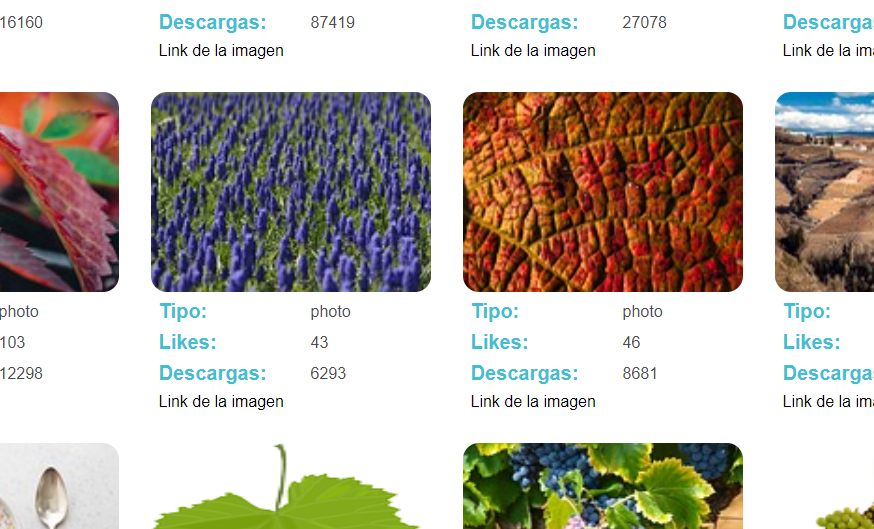 16160 Descargas: 87419 Descargas: 27078 Descarga
Link de la imagen Link de la imagen Link de la im
photo Tipo: photo Tipo: photo Tipo:
103 Likes: 43 Likes: 46 Likes:
12298 Descargas: 6293 Descargas: 8681 Descarga
Link de la imagen Link de la imagen Link de la im